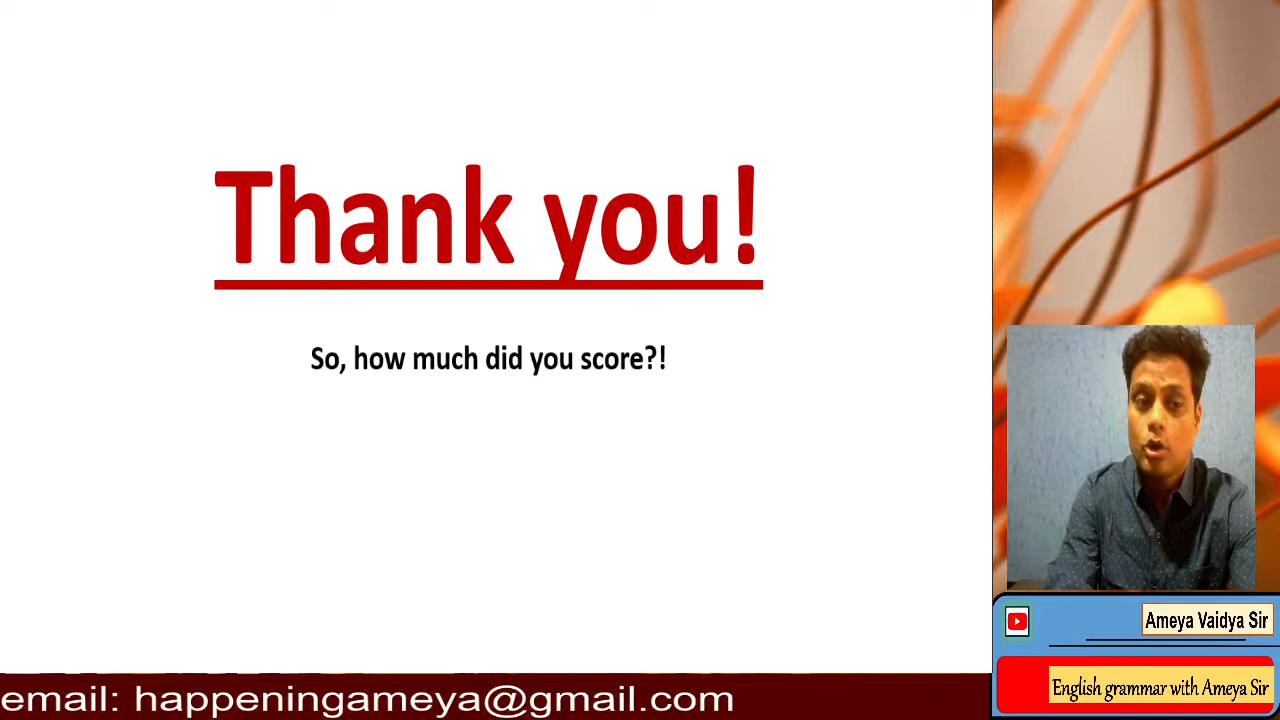 Thank you!
So, how much did you score?!
Ameya Vaidya Sir
English grammar with Ameya Sir
email: happeningameya@gmail.com